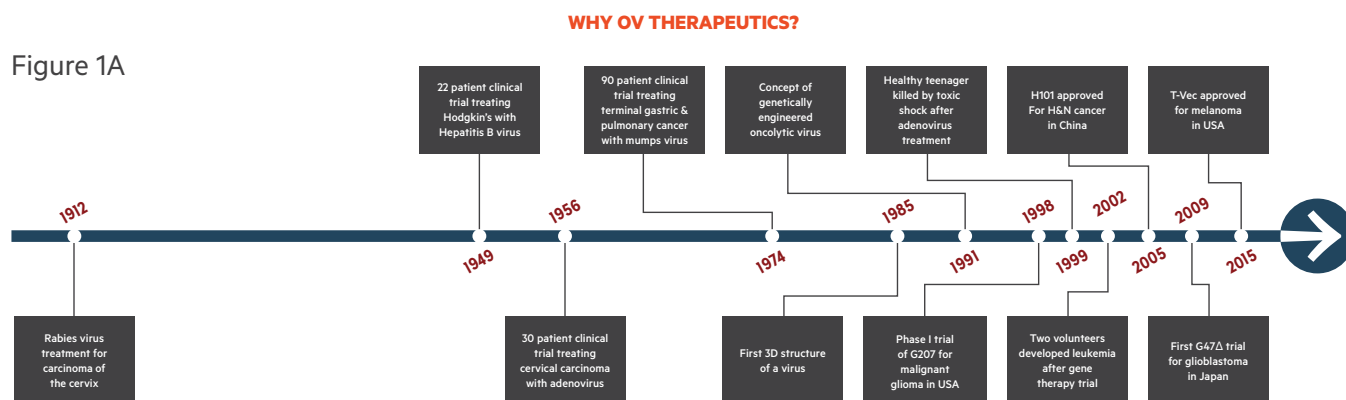 WHY OV THERAPEUTICS?
Figure 1A
22 patient clinical
trial treating
Hodgkin's with
Hepatitis B virus
90 patient clinical
trial treating
terminal gastric &
pulmonary cancer
with mumps virus
Concept of
genetically
engineered
oncolytic virus
Healthy teenager
killed by toxic
shock after
adenovirus
treatment
H101 approved
For H&N cancer
in China
T-Vec approved
for melanoma
in USA
1912
1949
1956
1974
1985
1991
1998
1999
2002
2005
2009
2015
Rabies virus
treatment for
carcinoma of
the cervix
30 patient clinical
trial treating
cervical carcinoma
with adenovirus
First 3D structure
of a virus
Phase I trial
of G207 for
malignant
glioma in USA
Two volunteers
developed leukemia
after gene
therapy trial
First G47Δ trial
for glioblastoma
in Japan